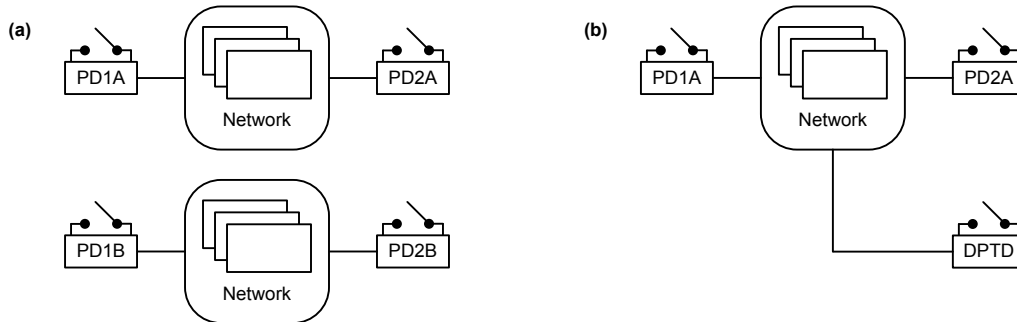 (a)
PD1A
Network
PD2A
PD1B
Network
PD2B
(b)
PD1A
Network
PD2A
DPTD